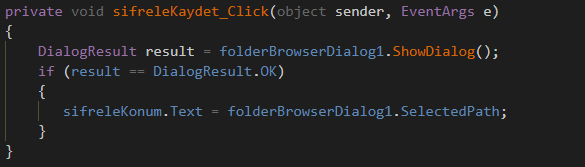 private void sifreleKaydet_Click(object sender, EventArgs e)
{
    DialogResult result = folderBrowserDialog1.ShowDialog();
    if (result == DialogResult.OK)
    {
        sifreleKonum.Text = folderBrowserDialog1.SelectedPath;
    }
}